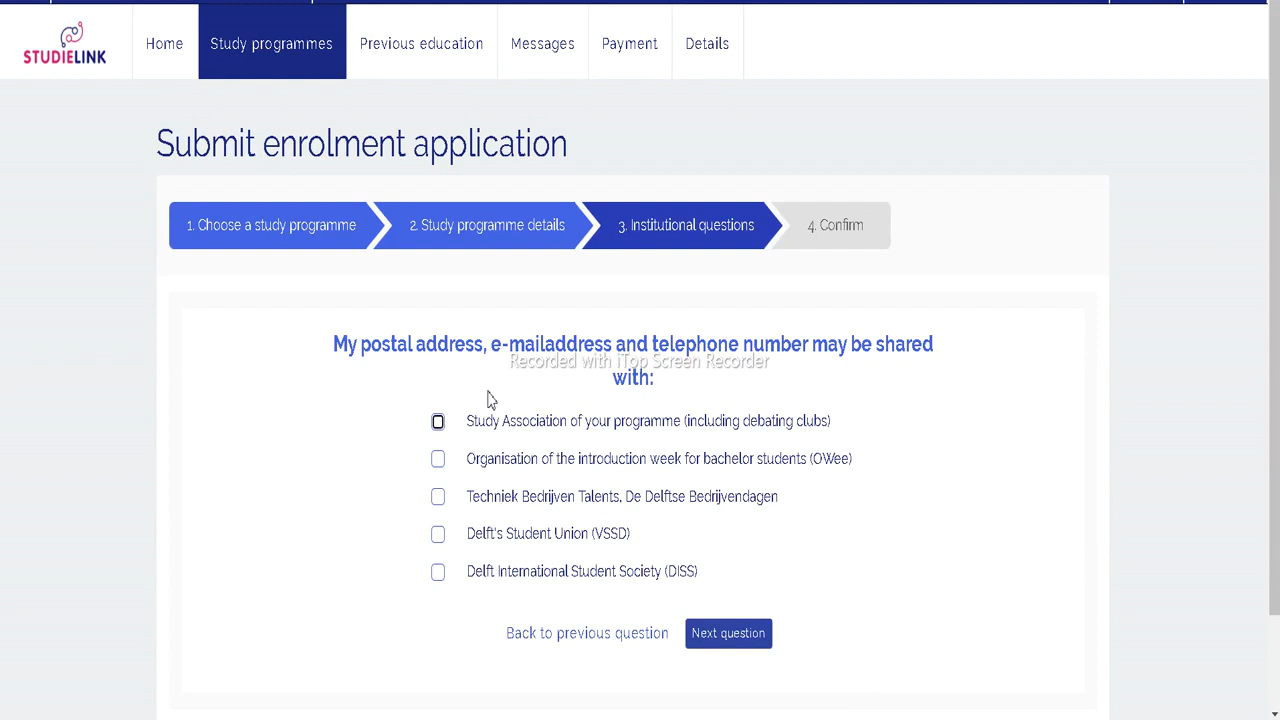 STUDIELINK
Home
Study programmes
Previous education
Messages
Payment
Details
Submit enrolment application
1. Choose a study programme
2. Study programme details
3. Institutional questions
4. Confirm
My postal address, e-mailaddress and telephone number may be shared
Recorded with iTop Screen Recorder
with:
Study Association of your programme (including debating clubs)
Organisation of the introduction week for bachelor students (OWee)
Techniek Bedrijven Talents, De Delftse Bedrijvendagen
Delft's Student Union (VSSD)
Delft International Student Society (DISS)
Back to previous question
Next question